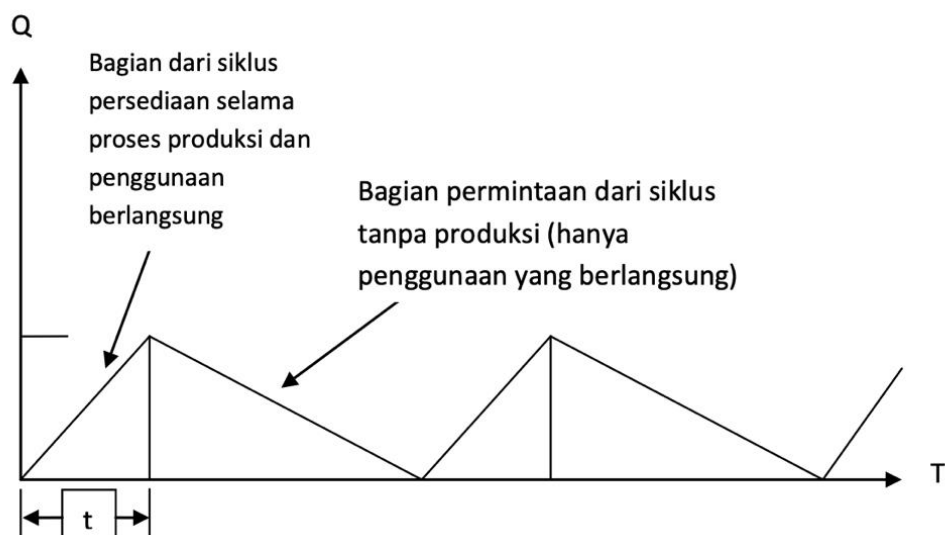 Q
Bagian dari siklus
persediaan selama
proses produksi dan
penggunaan
berlangsung
Bagian permintaan dari siklus
tanpa produksi (hanya
penggunaan yang berlangsung)
T
t